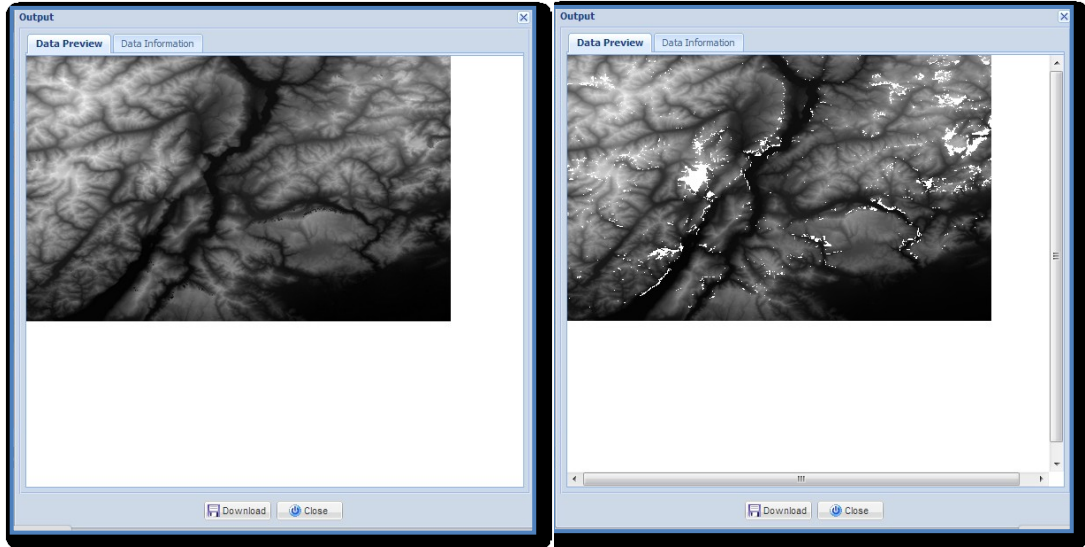 Output
Data Preview Data Information
Download Close
Output
Data Preview Data Information
Download Close